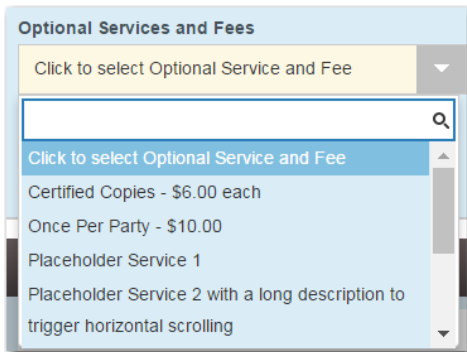 Optional Services and Fees
Click to select Optional Service and Fee
Click to select Optional Service and Fee
Certified Copies - $6.00 each
Once Per Party - $10.00
Placeholder Service 1
Placeholder Service 2 with a long description to
trigger horizontal scrolling